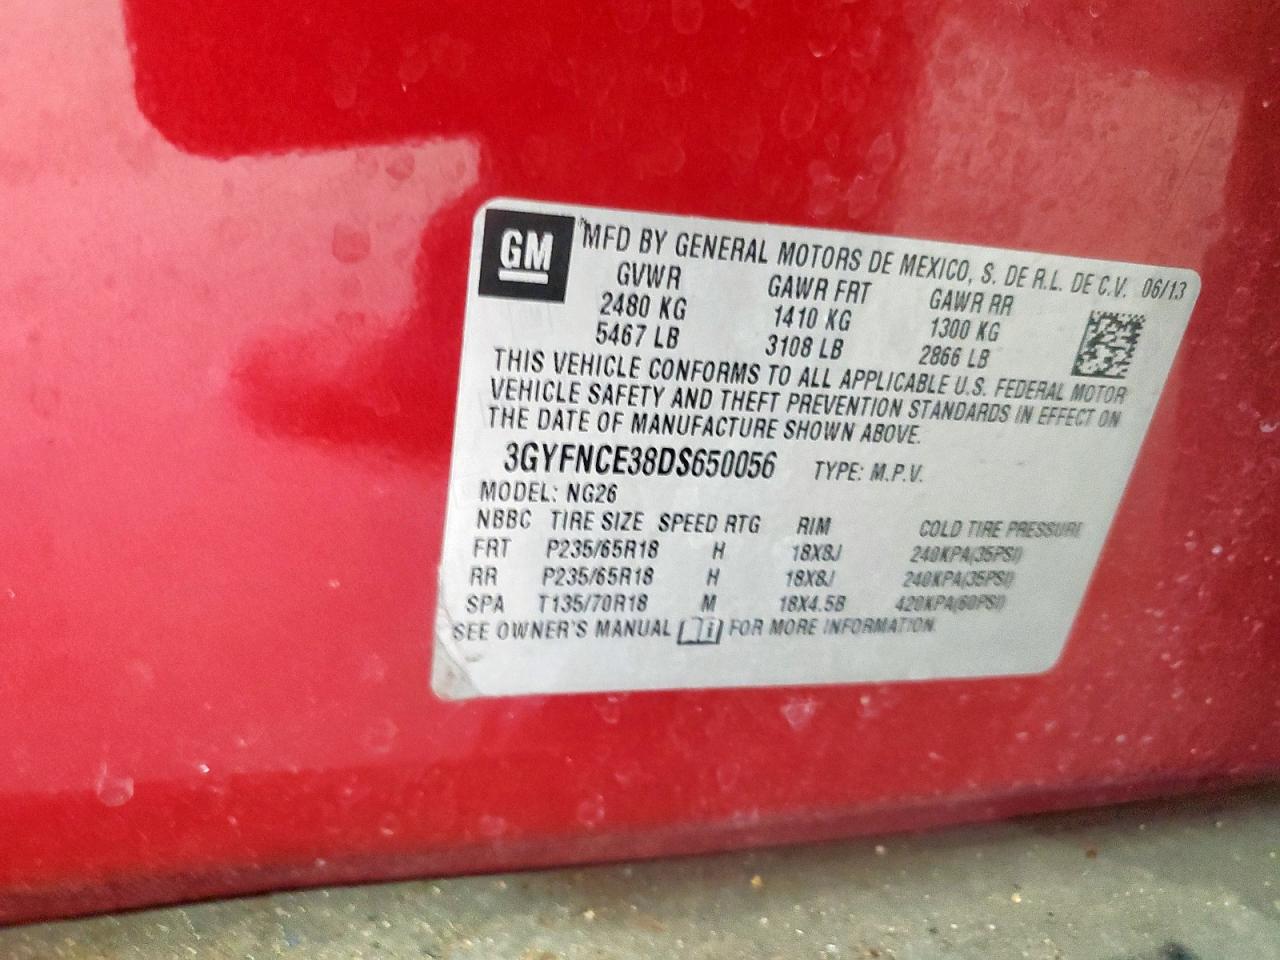 GM
MFD BY GENERAL MOTORS DE MEXICO, S. DE R.L. DE C.V. 06/13
GVWR GAWR FRT GAWR RR
2480 KG 1410 KG 1300 KG
5467 LB 3108 LB 2866 LB
THIS VEHICLE CONFORMS TO ALL APPLICABLE U.S. FEDERAL MOTOR
VEHICLE SAFETY AND THEFT PREVENTION STANDARDS IN EFFECT ON
THE DATE OF MANUFACTURE SHOWN ABOVE.
3GYFNCE38DS650056 TYPE: M.P.V.
MODEL: NG26
NBBC TIRE SIZE SPEED RTG RIM COLD TIRE PRESSURE
FRT P235/65R18 H 18X8J 240KPA(35PSI)
RR P235/65R18 H 18X8J 240KPA(35PSI)
SPA T135/70R18 M 18X4.5B 420KPA(60PSI)
SEE OWNER'S MANUAL i FOR MORE INFORMATION.